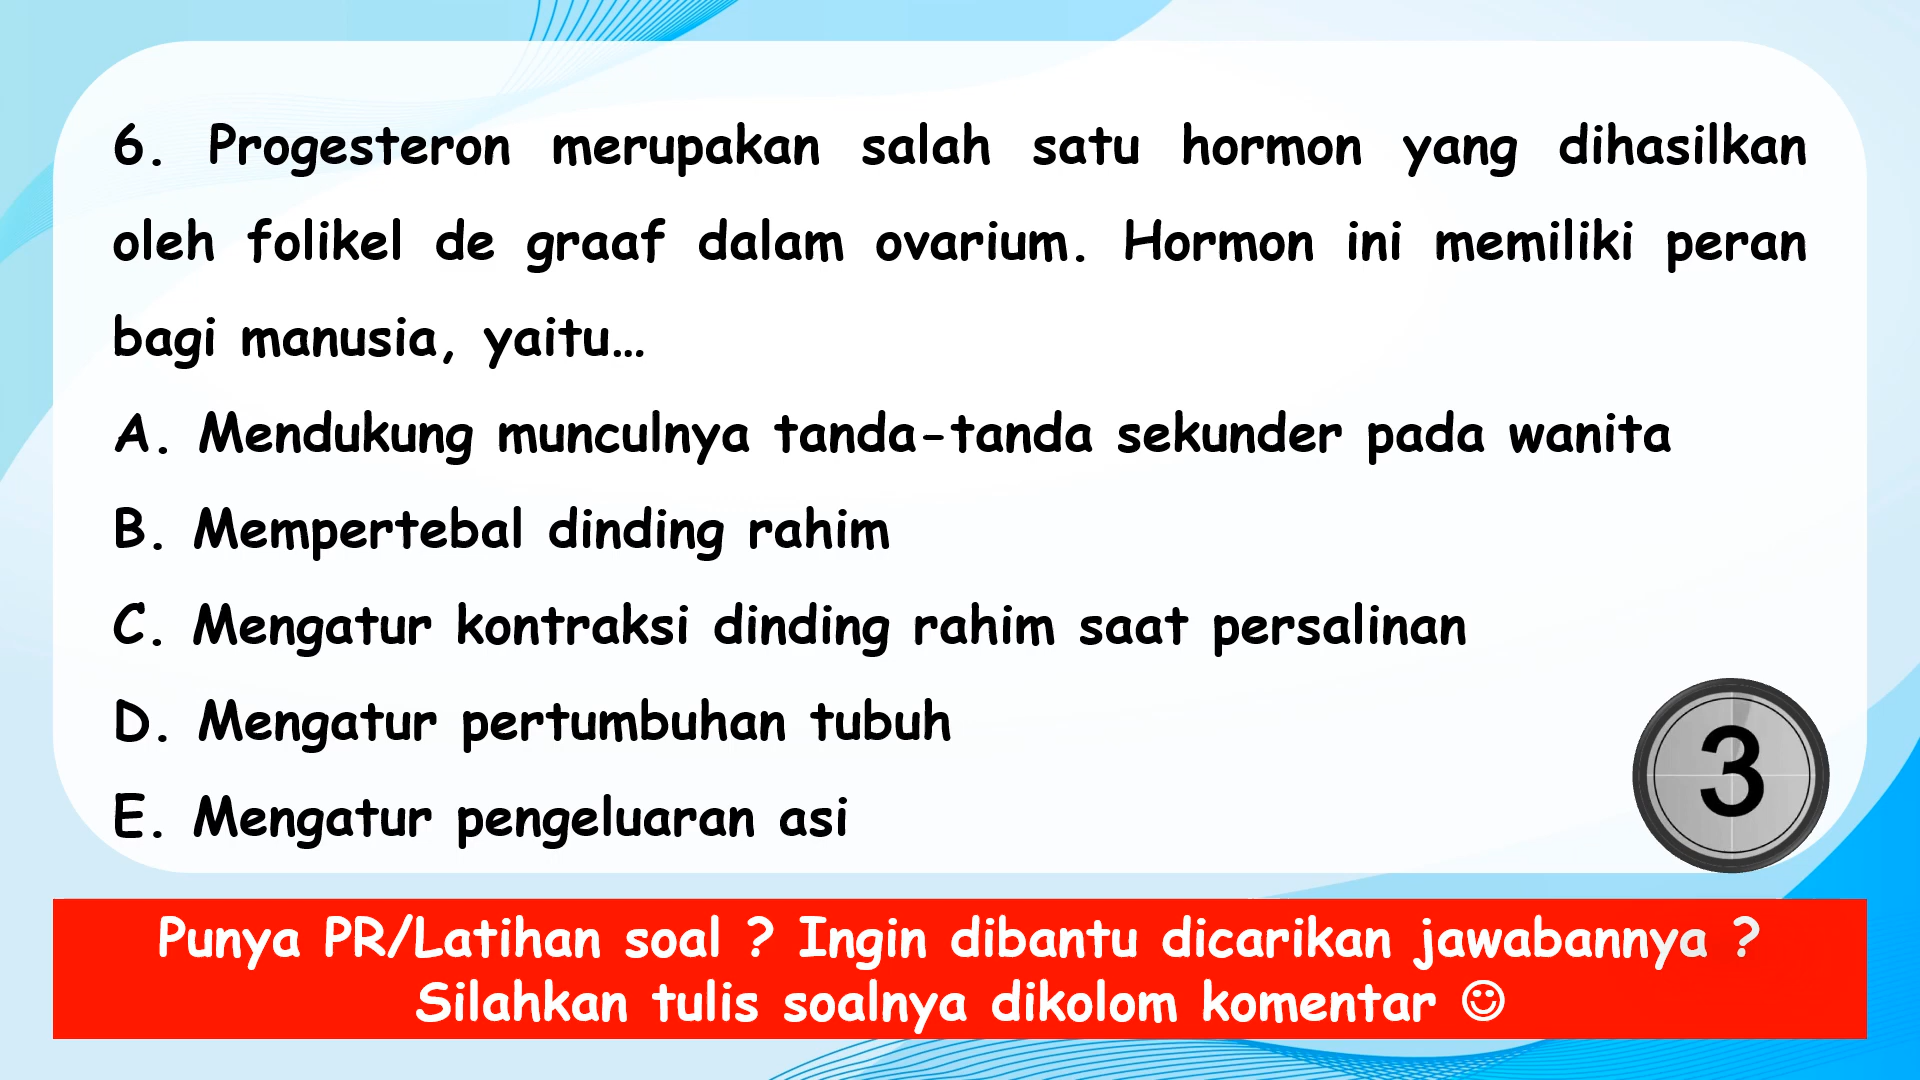 6. Progesteron merupakan salah satu hormon yang dihasilkan
oleh folikel de graaf dalam ovarium. Hormon ini memiliki peran
bagi manusia, yaitu...
A. Mendukung munculnya tanda-tanda sekunder pada wanita
B. Mempertebal dinding rahim
C. Mengatur kontraksi dinding rahim saat persalinan
D. Mengatur pertumbuhan tubuh
E. Mengatur pengeluaran asi
3
Punya PR/Latihan soal ? Ingin dibantu dicarikan jawabannya ?
Silahkan tulis soalnya dikolom komentar ☺